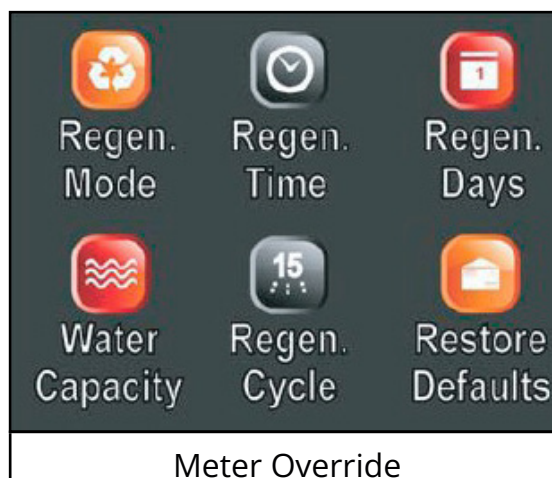 Regen. Regen. Regen.
Mode Time Days
1
15
Water Regen. Restore
Capacity Cycle Defaults
Meter Override